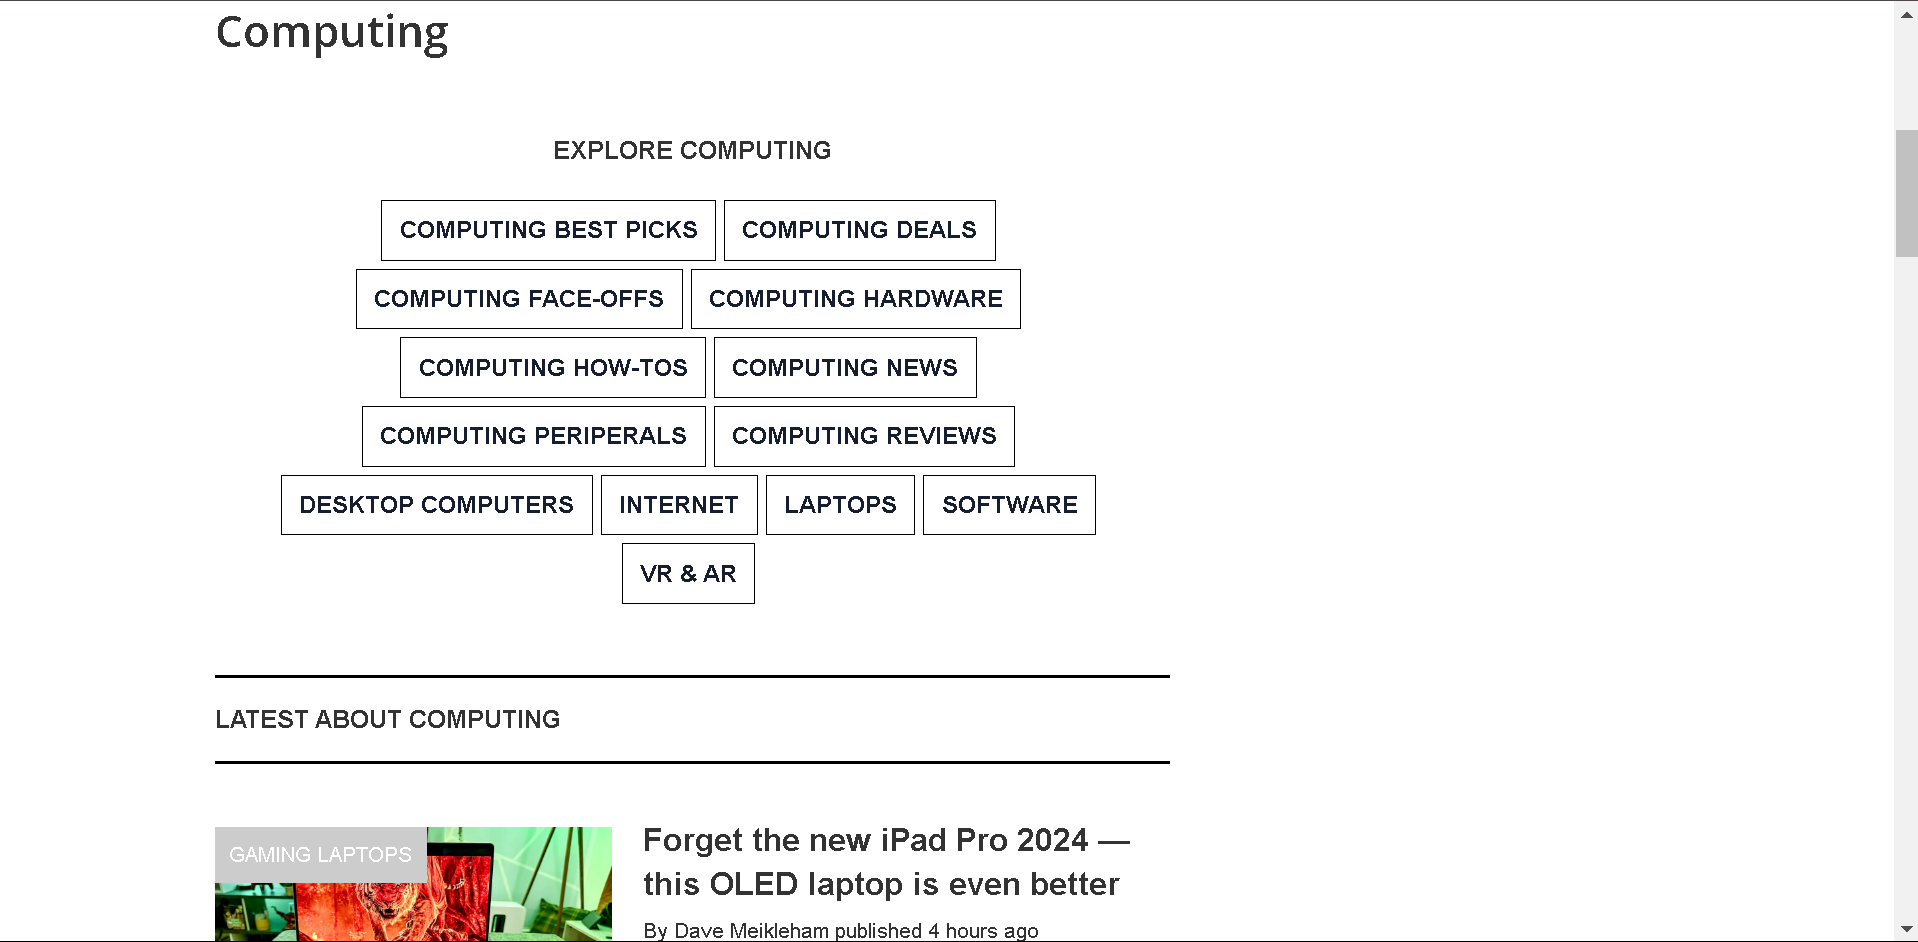 Computing
EXPLORE COMPUTING
COMPUTING BEST PICKS
COMPUTING DEALS
COMPUTING FACE-OFFS
COMPUTING HARDWARE
COMPUTING HOW-TOS
COMPUTING NEWS
COMPUTING PERIPERALS
COMPUTING REVIEWS
DESKTOP COMPUTERS
INTERNET
LAPTOPS
SOFTWARE
VR & AR
LATEST ABOUT COMPUTING
GAMING LAPTOPS
Forget the new iPad Pro 2024 —
this OLED laptop is even better
By Dave Meikleham published 4 hours ago